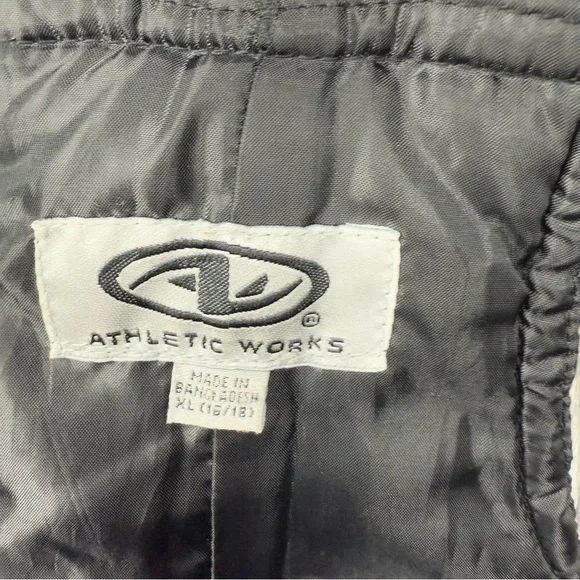 ®
ATHLETIC WORKS
MADE IN
BANGLADESH
XL (16/18)